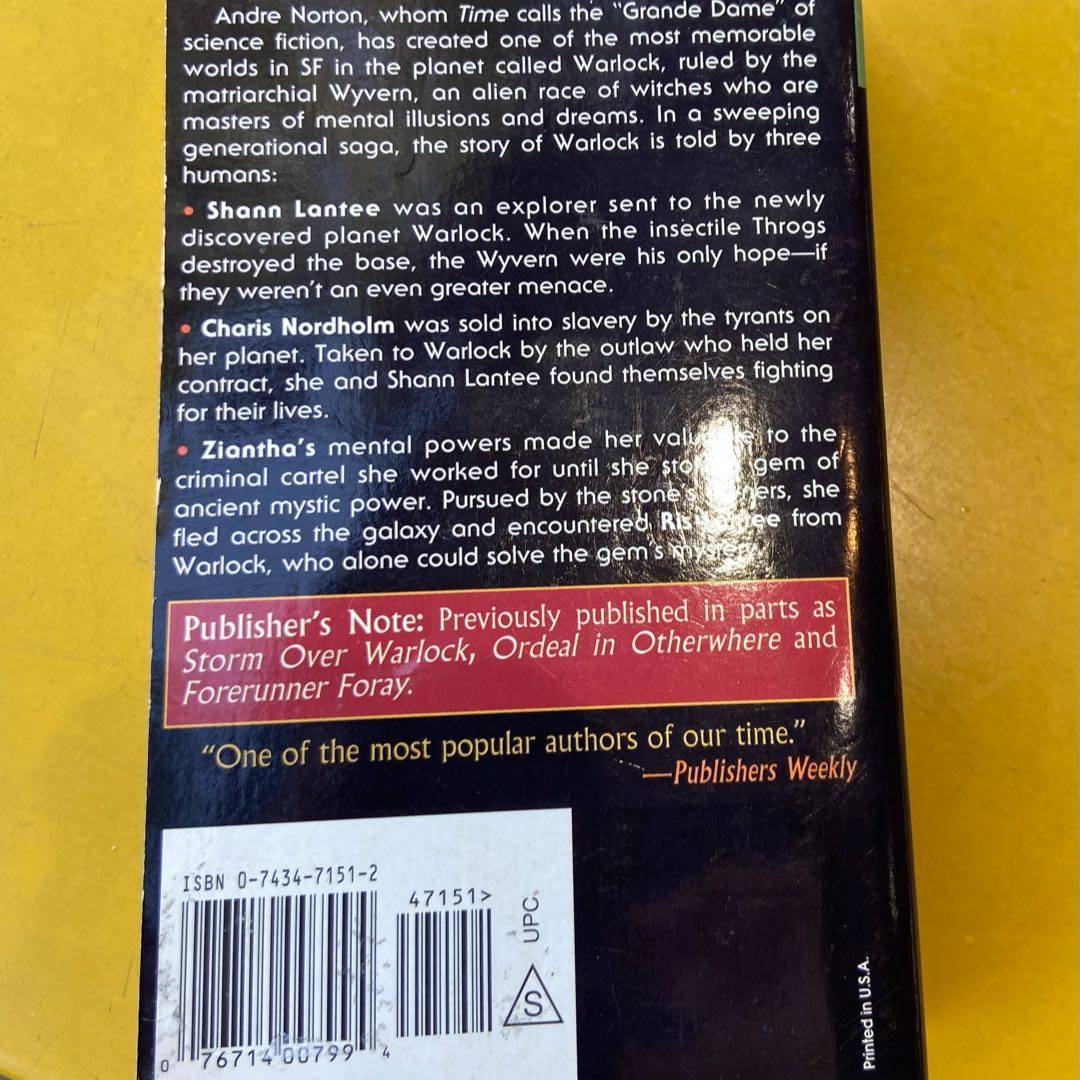 Andre Norton, whom Time calls the "Grande Dame" of
science fiction, has created one of the most memorable
worlds in SF in the planet called Warlock, ruled by the
matriarchial Wyvern, an alien race of witches who are
masters of mental illusions and dreams. In a sweeping
generational saga, the story of Warlock is told by three
humans:
• Shann Lantee was an explorer sent to the newly
discovered planet Warlock. When the insectile Throgs
destroyed the base, the Wyvern were his only hope—if
they weren't an even greater menace.
• Charis Nordholm was sold into slavery by the tyrants on
her planet. Taken to Warlock by the outlaw who held her
contract, she and Shann Lantee found themselves fighting
for their lives.
• Ziantha's mental powers made her to the
criminal cartel she worked for until she gem of
ancient mystic power. Pursued by the stone's she
fled across the galaxy and encountered from
Warlock, who alone could solve the gem's mystery.
Publisher's Note: Previously published in parts as
Storm Over Warlock, Ordeal in Otherwhere and
Forerunner Foray.
"One of the most popular authors of our time."
—Publishers Weekly
ISBN 0-7434-7151-2
47151>
UPC
S
0 76714 00799 4
Printed in U.S.A.